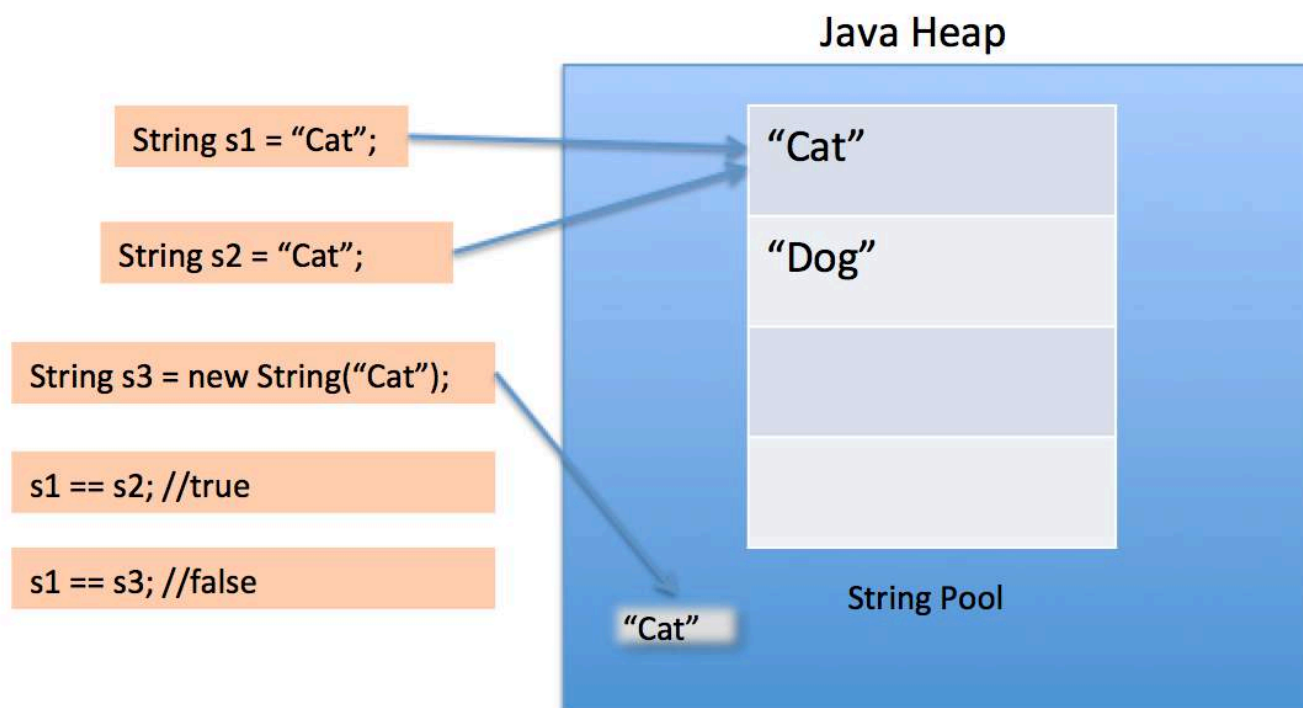 Java Heap
String s1 = “Cat”;
String s2 = “Cat”;
String s3 = new String(“Cat”);
s1 == s2; //true
s1 == s3; //false
“Cat”
“Dog”
String Pool
“Cat”